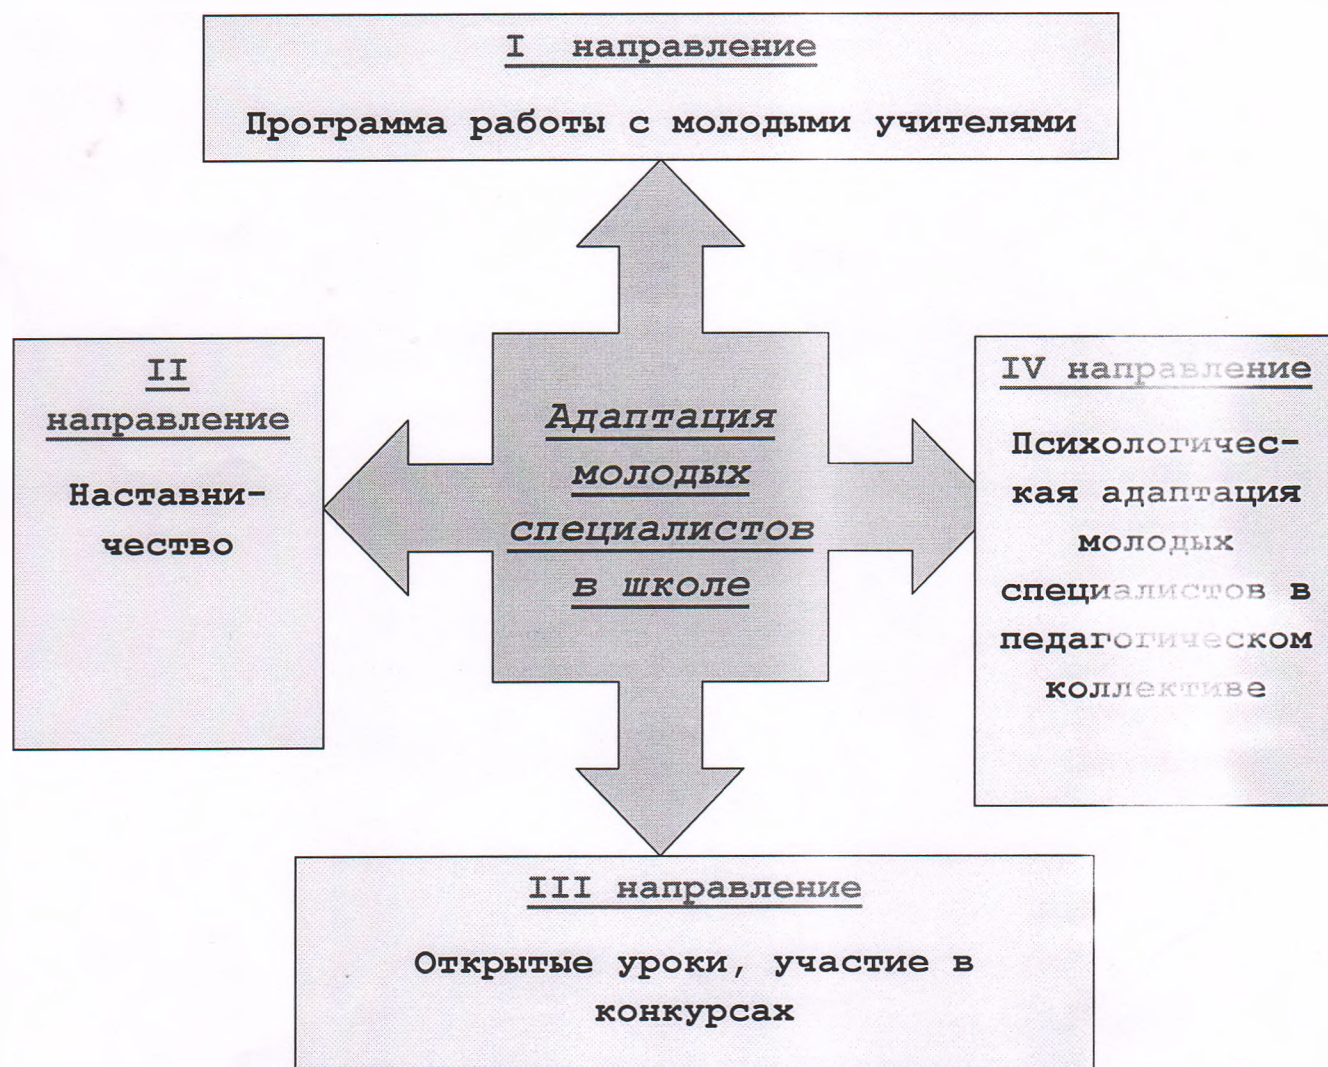 I направление
Программа работы с молодыми учителями
II
направление
Наставни-
чество
Адаптация
молодых
специалистов
в школе
IV направление
Психологичес-
кая адаптация
молодых
специалистов в
педагогическом
коллективе
III направление
Открытые уроки, участие в
конкурсах